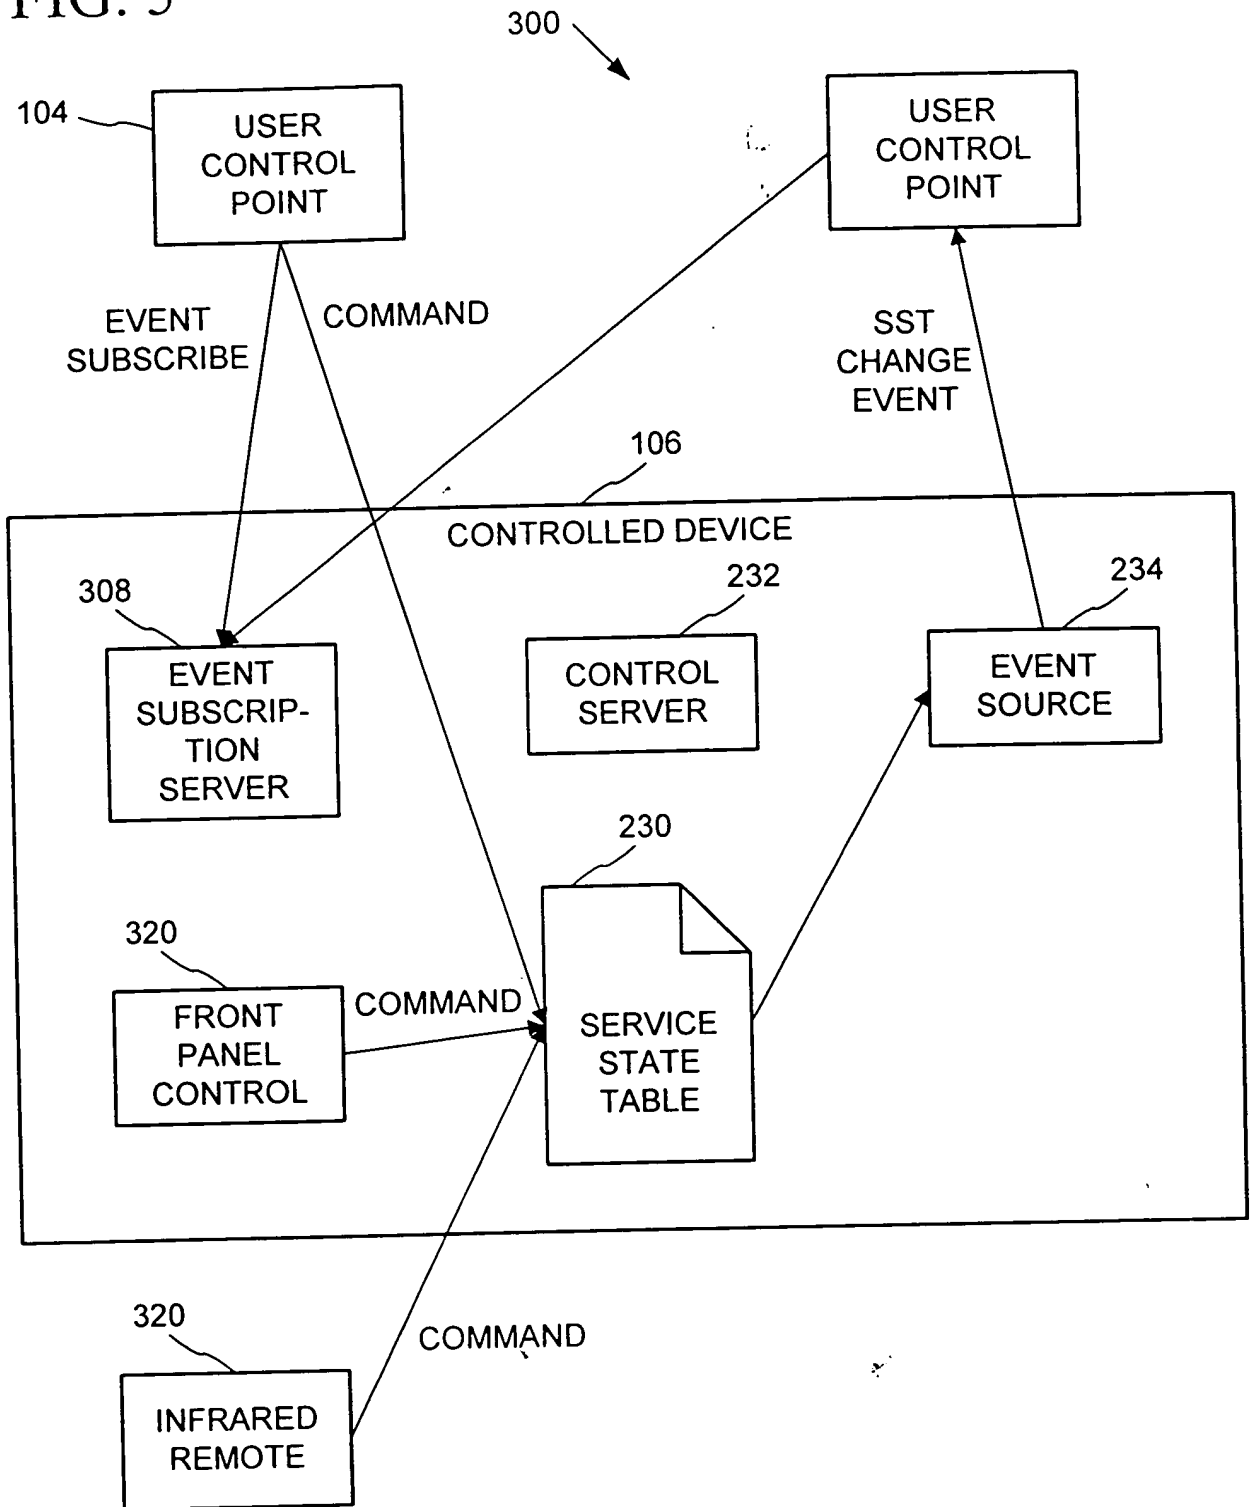 FIG. 5
300
104
USER
CONTROL
POINT
USER
CONTROL
POINT
EVENT
SUBSCRIBE
COMMAND
SST
CHANGE
EVENT
106
CONTROLLED DEVICE
308
EVENT
SUBSCRIP-
TION
SERVER
232
CONTROL
SERVER
234
EVENT
SOURCE
230
SERVICE
STATE
TABLE
320
FRONT
PANEL
CONTROL
COMMAND
320
INFRARED
REMOTE
COMMAND